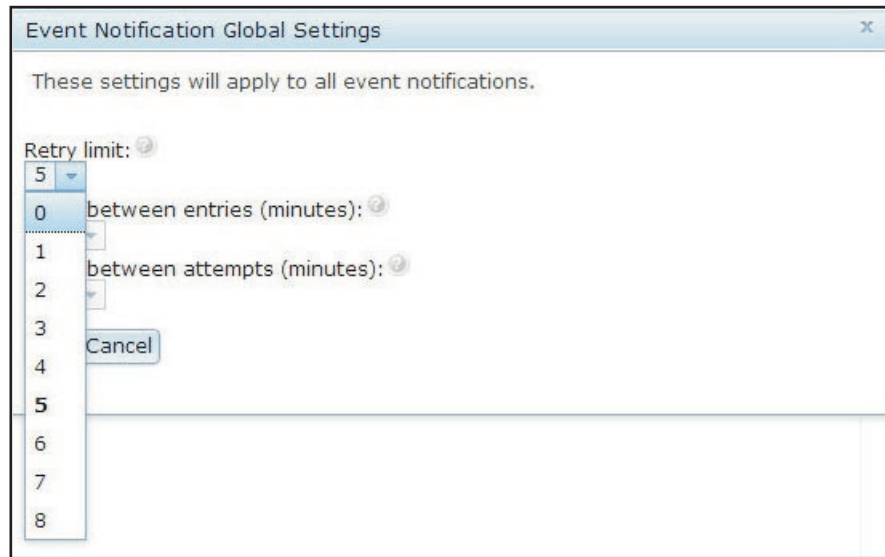 Event Notification Global Settings x
These settings will apply to all event notifications.
Retry limit: ?
5
0
between entries (minutes): ?
1
between attempts (minutes): ?
2
3
Cancel
4
5
6
7
8